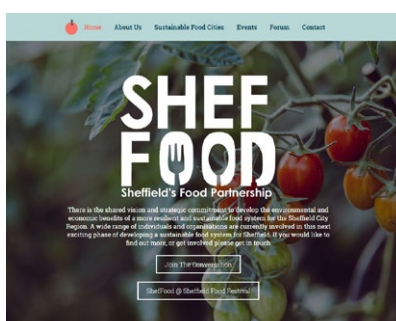 Home About Us Sustainable Food Cities Events Forum Contact
SHEF
FOOD
Sheffield's Food Partnership
There is the shared vision and strategic commitment to develop the environmental and
economic benefits of a more resilient and sustainable food system for the Sheffield City
Region. A wide range of individuals and organisations are currently involved in this next
exciting phase of developing a sustainable food system for Sheffield. If you would like to
find out more, or get involved please get in touch
Join The Conversation
ShefFood @ Sheffield Food Festival